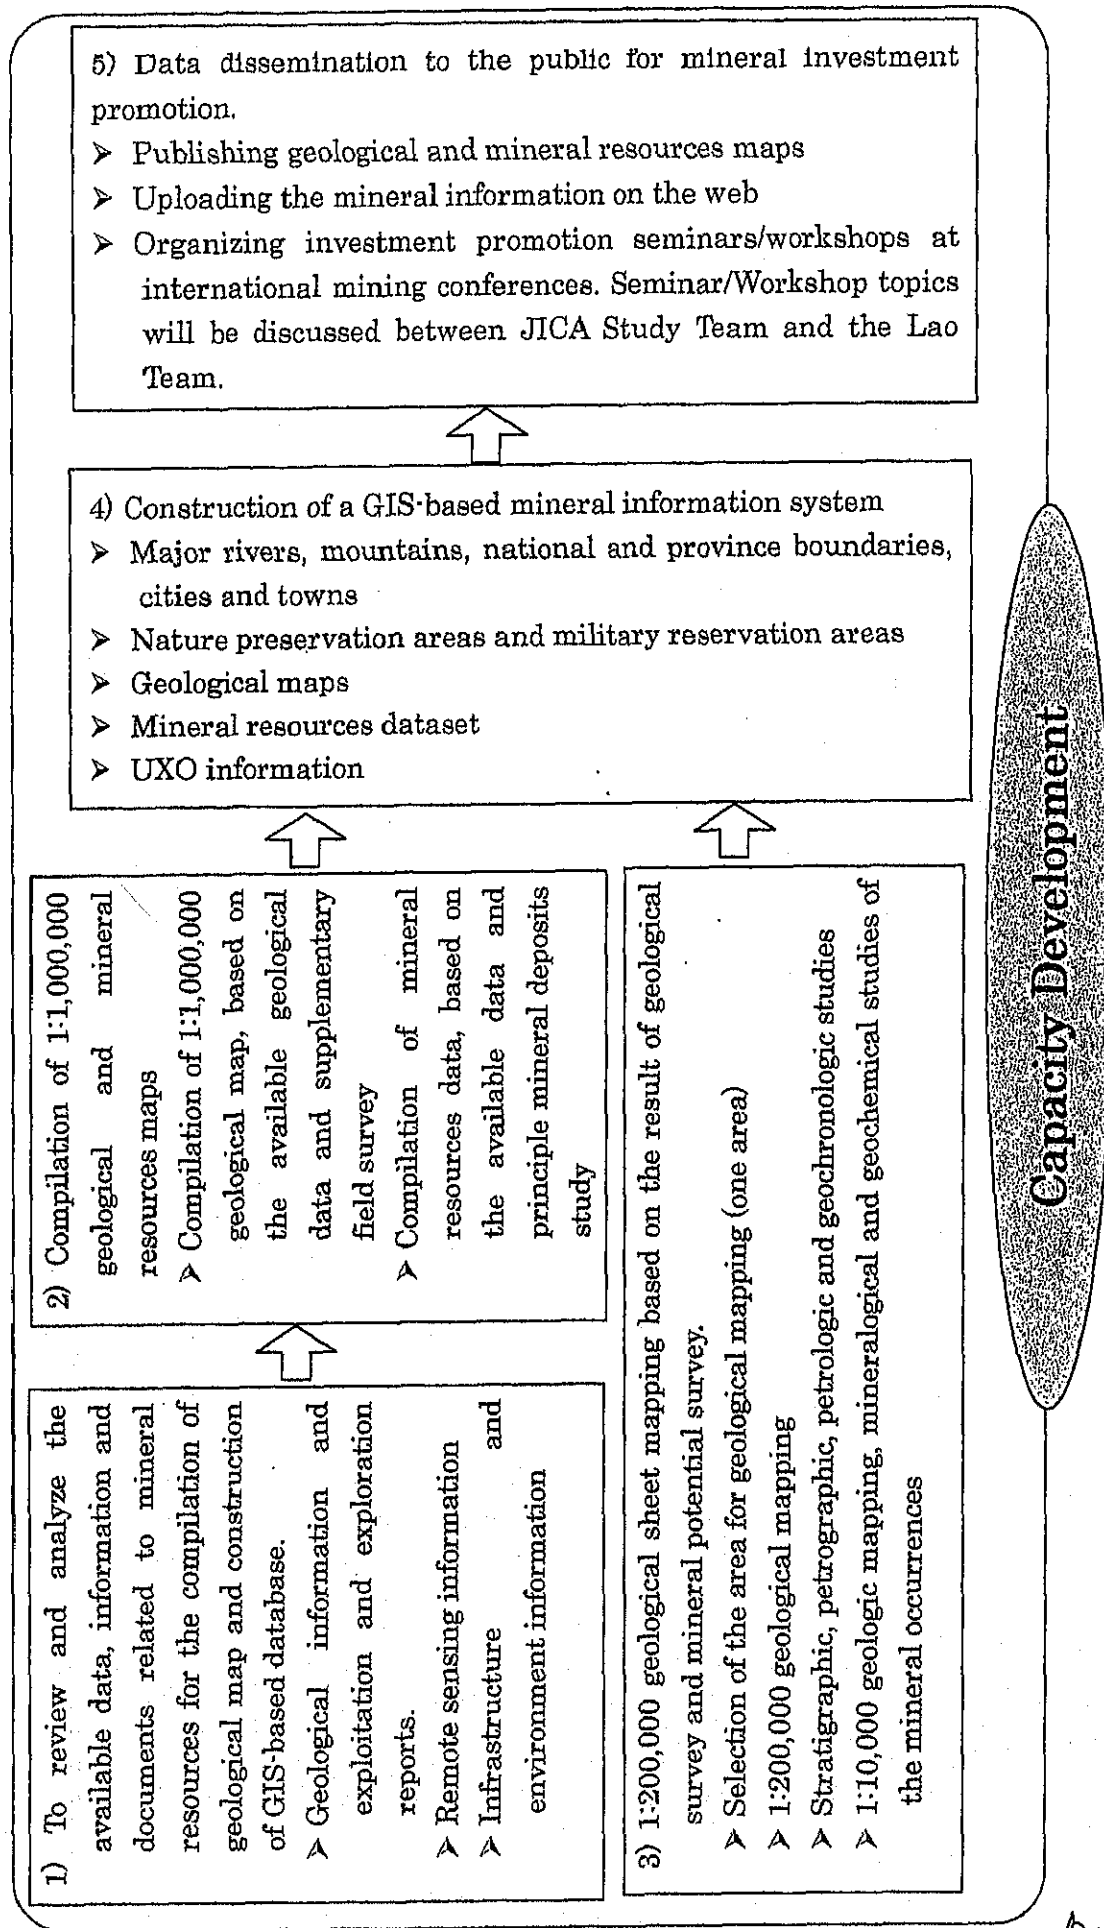 1) To review and analyze the
available data, information and
documents related to mineral
resources for the compilation of
geological map and construction
of GIS-based database.
➤ Geological information and
exploitation and exploration
reports.
➤ Remote sensing information
➤ Infrastructure and
environment information
2) Compilation of 1:1,000,000
geological and mineral
resources maps
➤ Compilation of 1:1,000,000
geological map, based on
the available geological
data and supplementary
field survey
➤ Compilation of mineral
resources data, based on
the available data and
principle mineral deposits
study
3) 1:200,000 geological sheet mapping based on the result of geological
survey and mineral potential survey.
➤ Selection of the area for geological mapping (one area)
➤ 1:200,000 geological mapping
➤ Stratigraphic, petrographic, petrologic and geochronologic studies
➤ 1:10,000 geologic mapping, mineralogical and geochemical studies of
the mineral occurrences
4) Construction of a GIS-based mineral information system
➤ Major rivers, mountains, national and province boundaries,
cities and towns
➤ Nature preservation areas and military reservation areas
➤ Geological maps
➤ Mineral resources dataset
➤ UXO information
5) Data dissemination to the public for mineral investment
promotion.
➤ Publishing geological and mineral resources maps
➤ Uploading the mineral information on the web
➤ Organizing investment promotion seminars/workshops at
international mining conferences. Seminar/Workshop topics
will be discussed between JICA Study Team and the Lao
Team.
Capacity Development